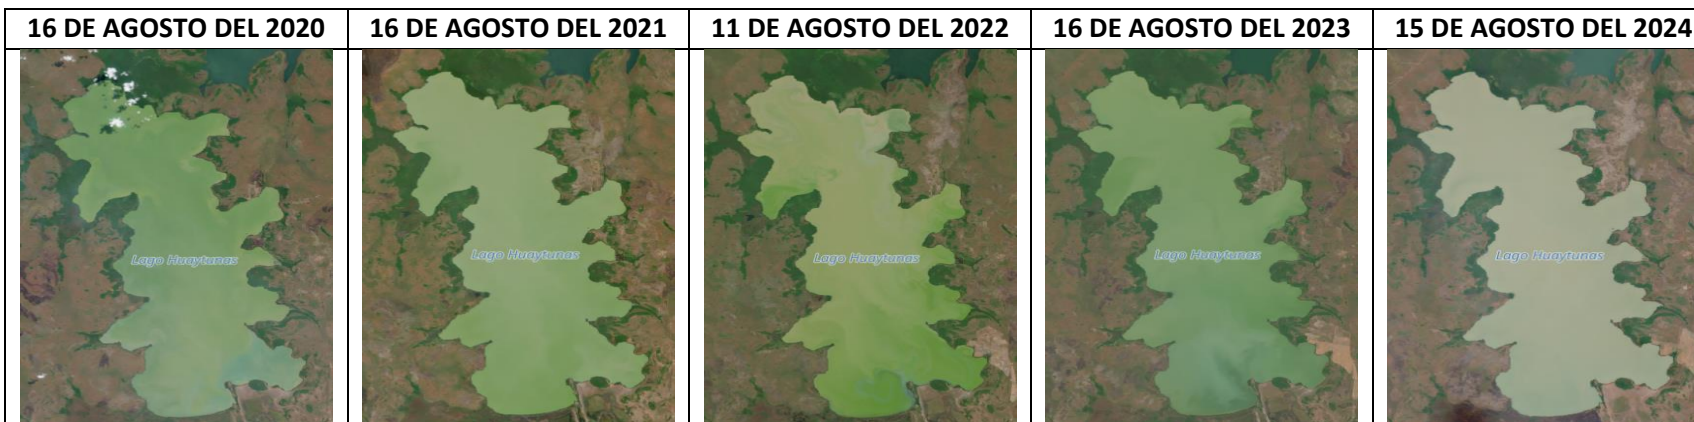 16 DE AGOSTO DEL 2020
16 DE AGOSTO DEL 2021
11 DE AGOSTO DEL 2022
16 DE AGOSTO DEL 2023
15 DE AGOSTO DEL 2024
Lago Huaytunas
Lago Huaytunas
Lago Huaytunas
Lago Huaytunas
Lago Huaytunas